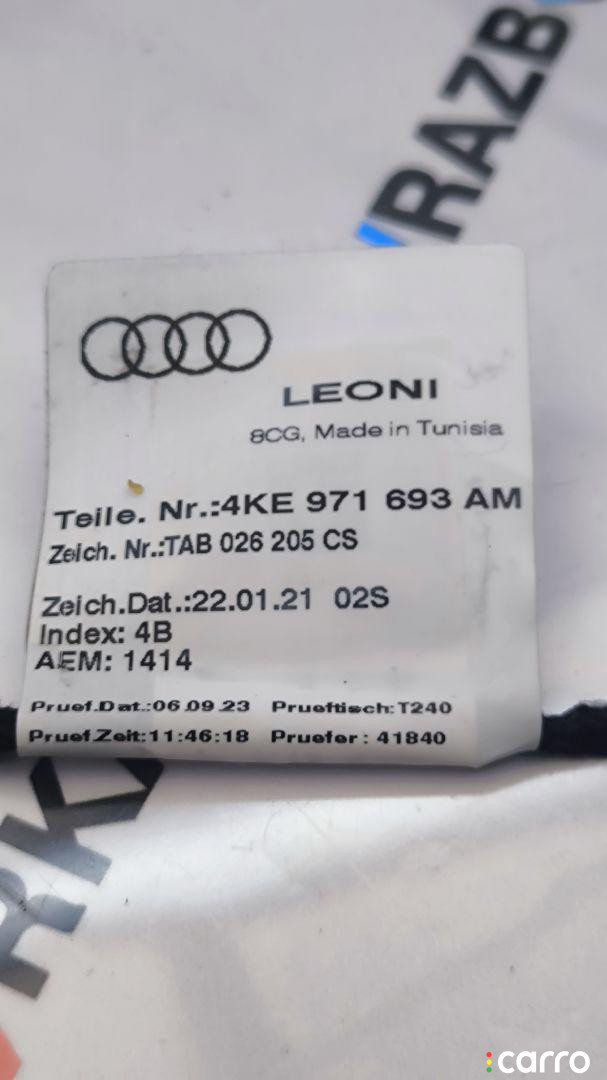 RAZB
LEONI
8CG, Made in Tunisia
Teile. Nr.:4KE 971 693 AM
Zeich. Nr.:TAB 026 205 CS
Zeich.Dat.:22.01.21 02S
Index: 4B
AEM: 1414
Pruef.Dat.:06.09.23 Prueftisch:T240
Pruef.Zeit:11:46:18 Pruefer: 41840
carro